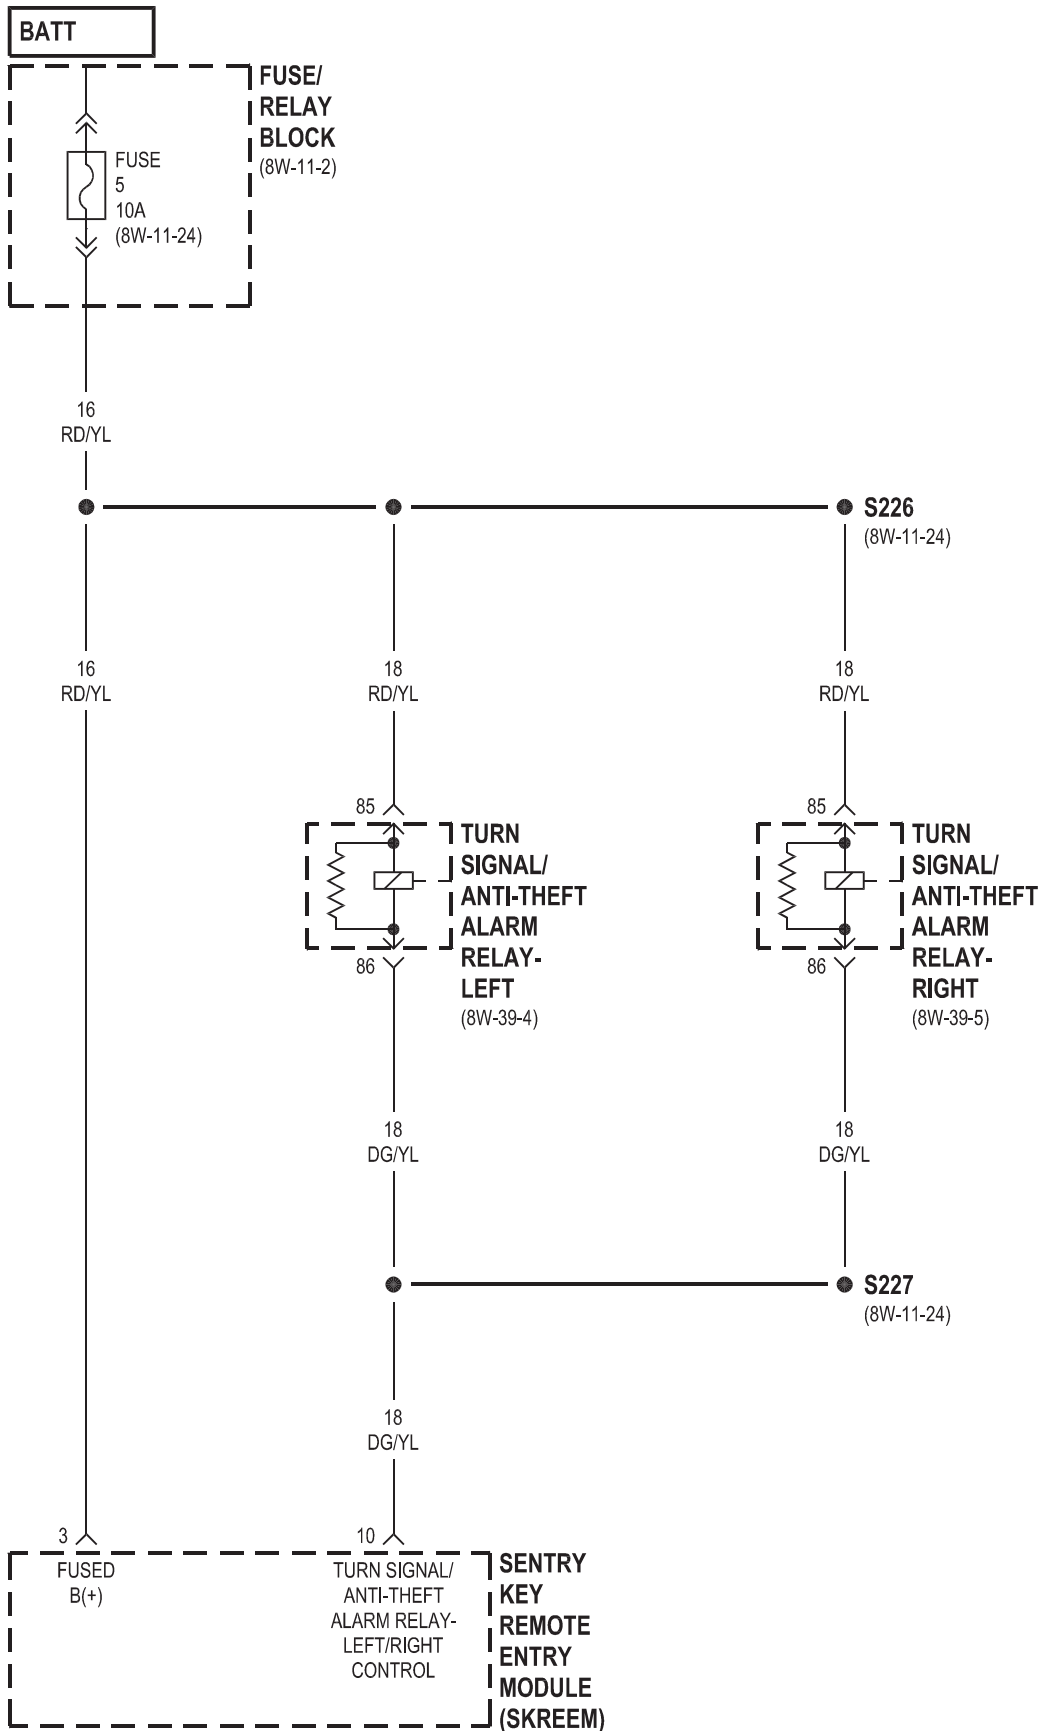 BATT
FUSE/
RELAY
BLOCK
(8W-11-2)
FUSE
5
10A
(8W-11-24)
16
RD/YL
S226
(8W-11-24)
16
RD/YL
18
RD/YL
18
RD/YL
85
TURN
SIGNAL/
ANTI-THEFT
ALARM
RELAY-
LEFT
(8W-39-4)
86
85
TURN
SIGNAL/
ANTI-THEFT
ALARM
RELAY-
RIGHT
(8W-39-5)
86
18
DG/YL
18
DG/YL
S227
(8W-11-24)
18
DG/YL
3
10
FUSED
B(+)
TURN SIGNAL/
ANTI-THEFT
ALARM RELAY-
LEFT/RIGHT
CONTROL
SENTRY
KEY
REMOTE
ENTRY
MODULE
(SKREEM)